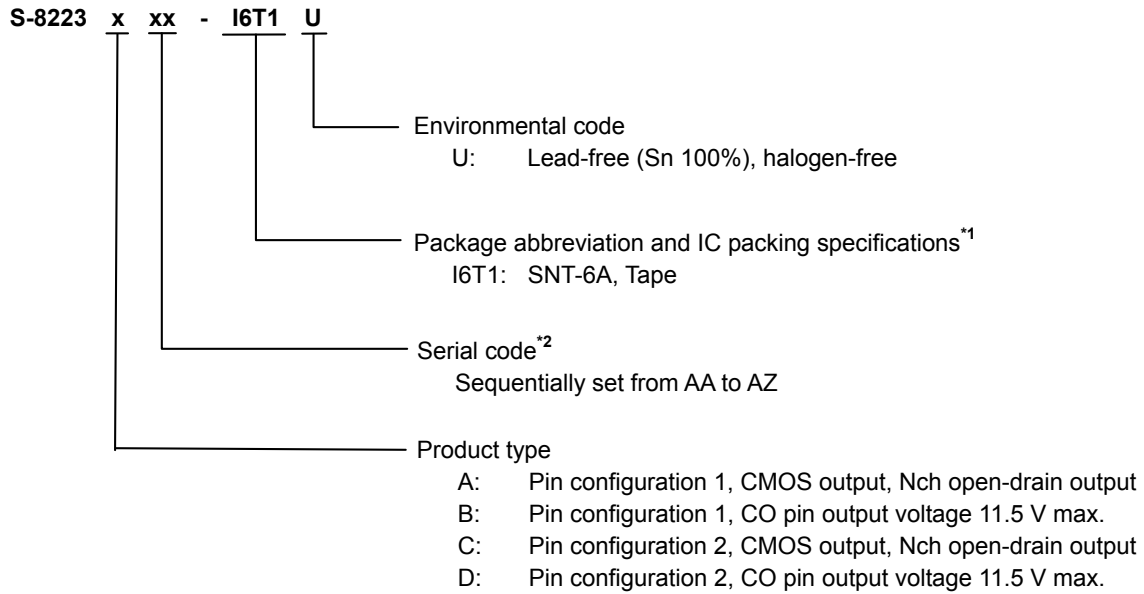 S-8223 x xx - I6T1 U
Environmental code
U: Lead-free (Sn 100%), halogen-free
Package abbreviation and IC packing specifications*1
I6T1: SNT-6A, Tape
Serial code*2
Sequentially set from AA to AZ
Product type
A: Pin configuration 1, CMOS output, Nch open-drain output
B: Pin configuration 1, CO pin output voltage 11.5 V max.
C: Pin configuration 2, CMOS output, Nch open-drain output
D: Pin configuration 2, CO pin output voltage 11.5 V max.